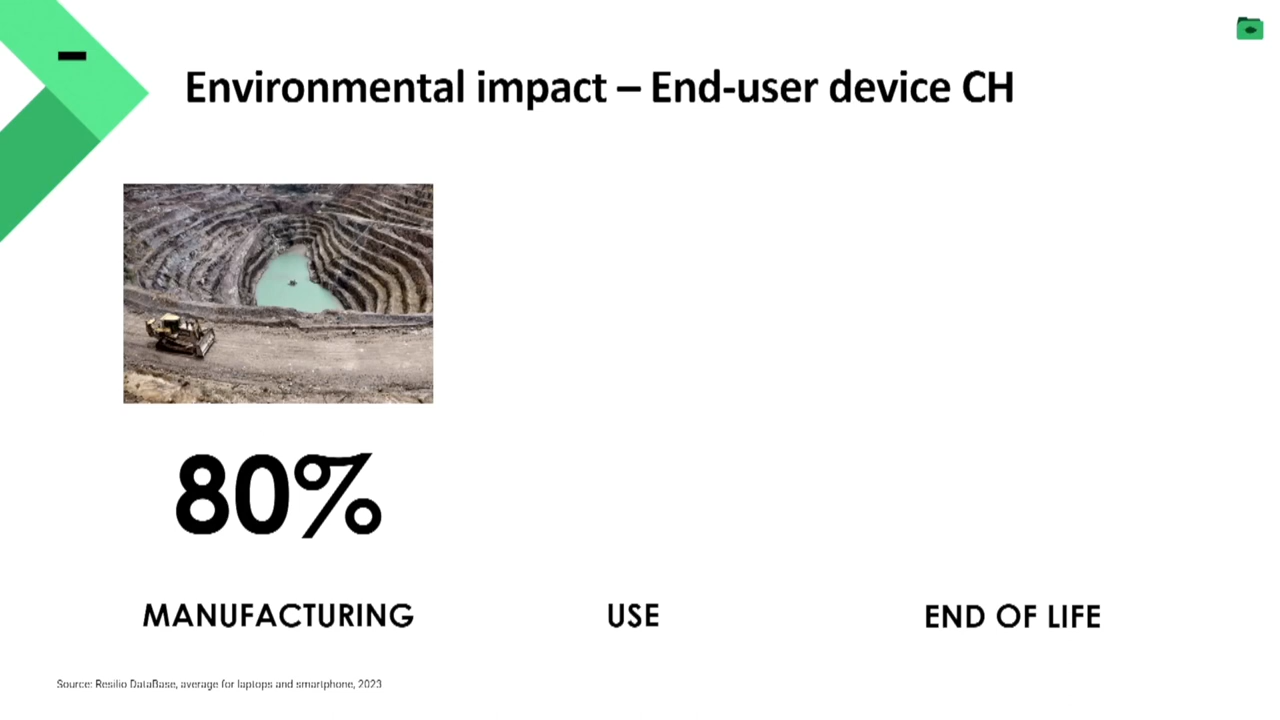 Environmental impact – End-user device CH
80%
MANUFACTURING
USE
END OF LIFE
Source: Resilio DataBase, average for laptops and smartphone, 2023